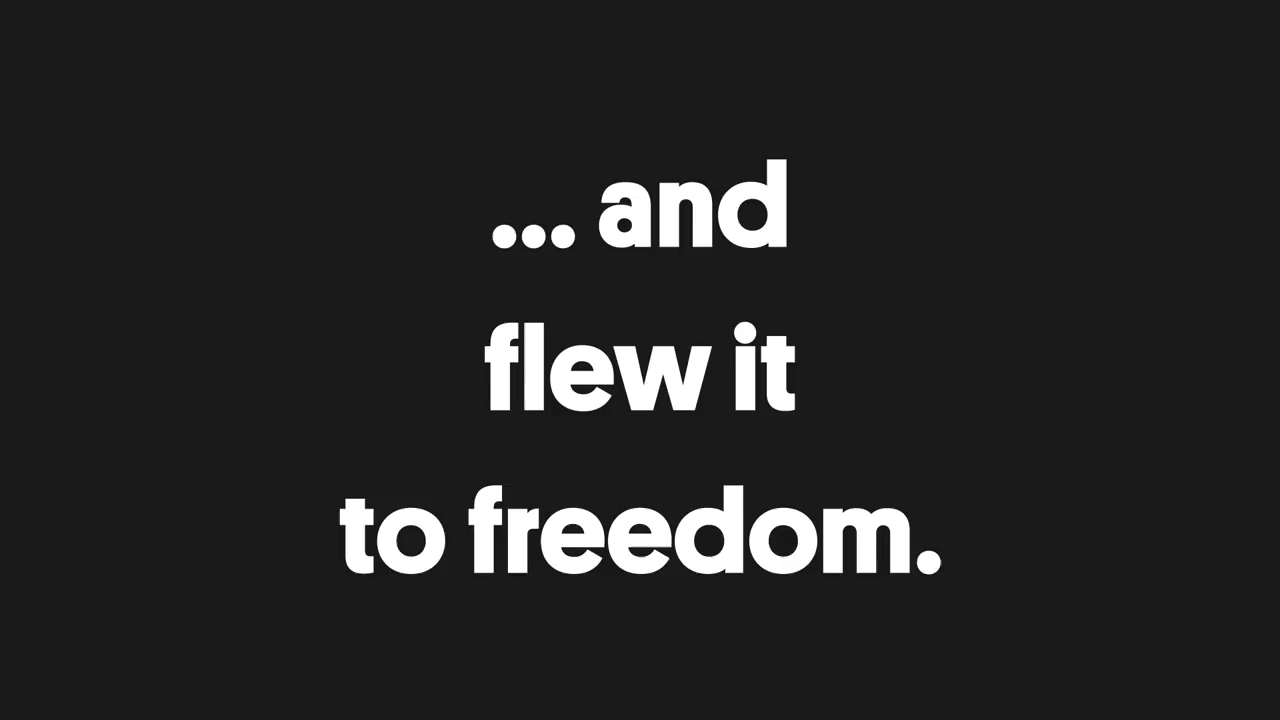 ... and
flew it
to freedom.